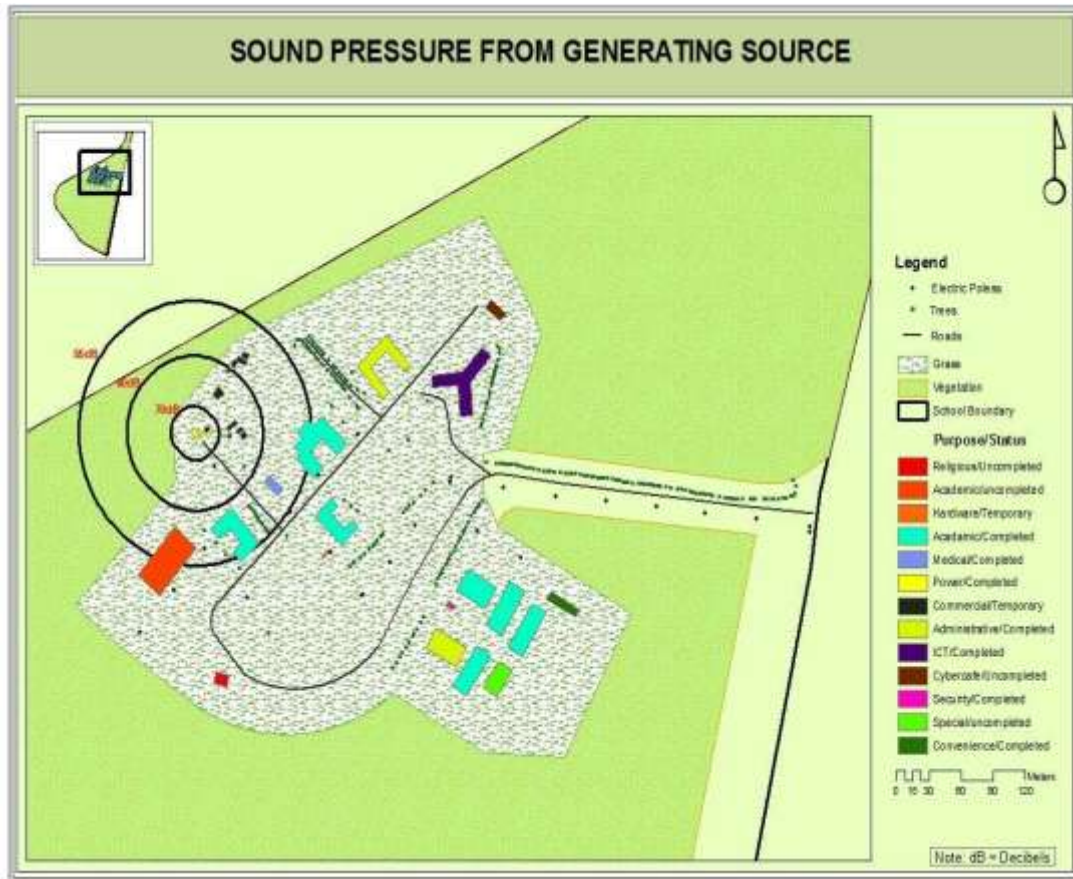 SOUND PRESSURE FROM GENERATING SOURCE
Legend
Electric Poless
Trees
Roads
Grass
Vegetation
School Boundary
Purpose/Status
Religious/Uncompleted
Academic/uncompleted
Hardware/Temporary
Academic/Completed
Medical/Completed
Power/Completed
Commercial/Temporary
Administrative/Completed
ICT/Completed
Cybercafe/Uncompleted
Security/Completed
Special/uncompleted
Convenience/Completed
Meters
0 15 30 60 90 120
70dB
Note: dB = Decibels